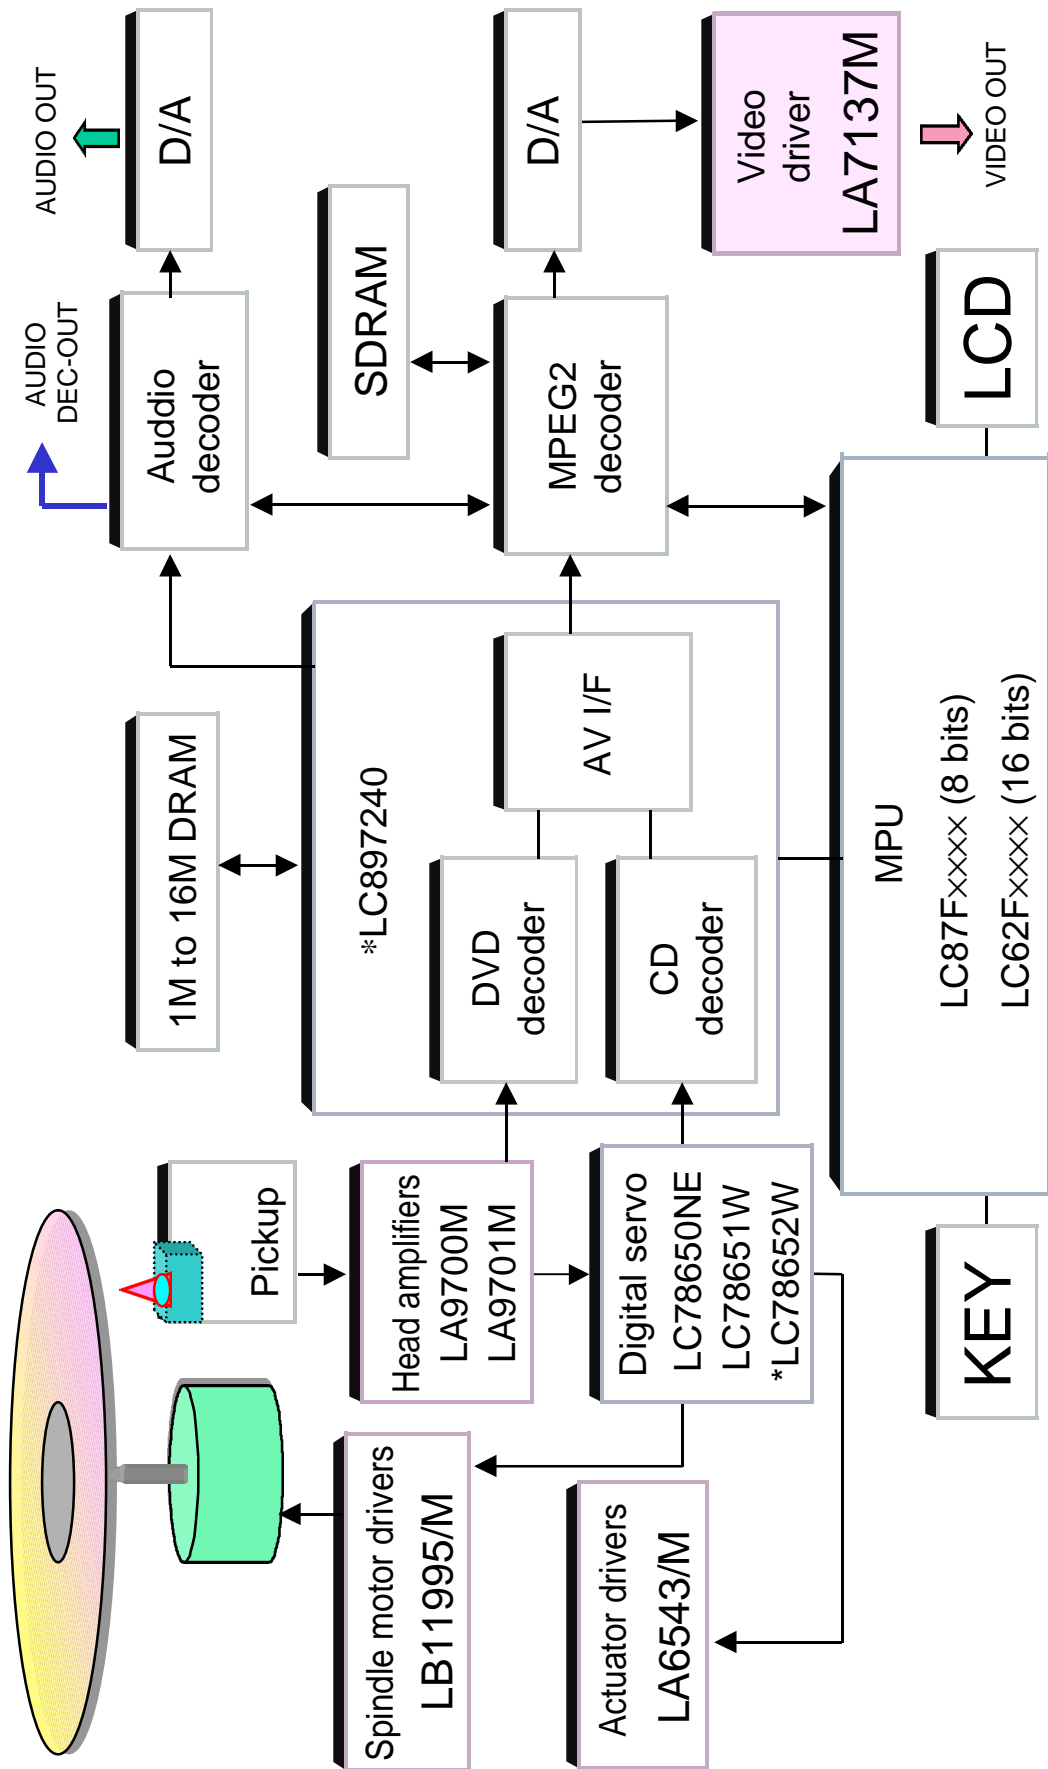 Pickup
Spindle motor drivers
LB11995/M
Head amplifiers
LA9700M
LA9701M
Actuator drivers
LA6543/M
Digital servo
LC78650NE
LC78651W
*LC78652W
1M to 16M DRAM
*LC897240
DVD
decoder
CD
decoder
AV I/F
AUDIO
DEC-OUT
Auddio
decoder
AUDIO OUT
D/A
SDRAM
MPEG2
decoder
D/A
Video
driver
LA7137M
VIDEO OUT
KEY
MPU
LC87F×××× (8 bits)
LC62F×××× (16 bits)
LCD